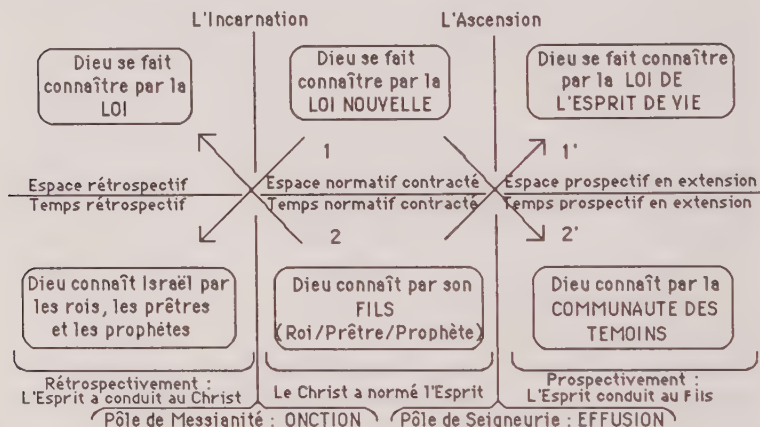 L'Incarnation
L'Ascension
Dieu se fait
connaître par la
LOI
Dieu se fait
connaître par la
LOI NOUVELLE
Dieu se fait connaître
par la LOI DE
L'ESPRIT DE VIE
1
1'
Espace rétrospectif
Temps rétrospectif
Espace normatif contracté
Temps normatif contracté
Espace prospectif en extension
Temps prospectif en extension
2
2'
Dieu connaît Israël par
les rois, les prêtres
et les prophètes
Dieu connaît par son
FILS
(Roi/Prêtre/Prophète)
Dieu connaît par la
COMMUNAUTE DES
TEMOINS
Rétrospectivement :
L'Esprit a conduit au Christ
Le Christ a normé l'Esprit
Prospectivement :
L'Esprit conduit au Fils
Pôle de Messianité : ONCTION
Pôle de Seigneurie : EFFUSION